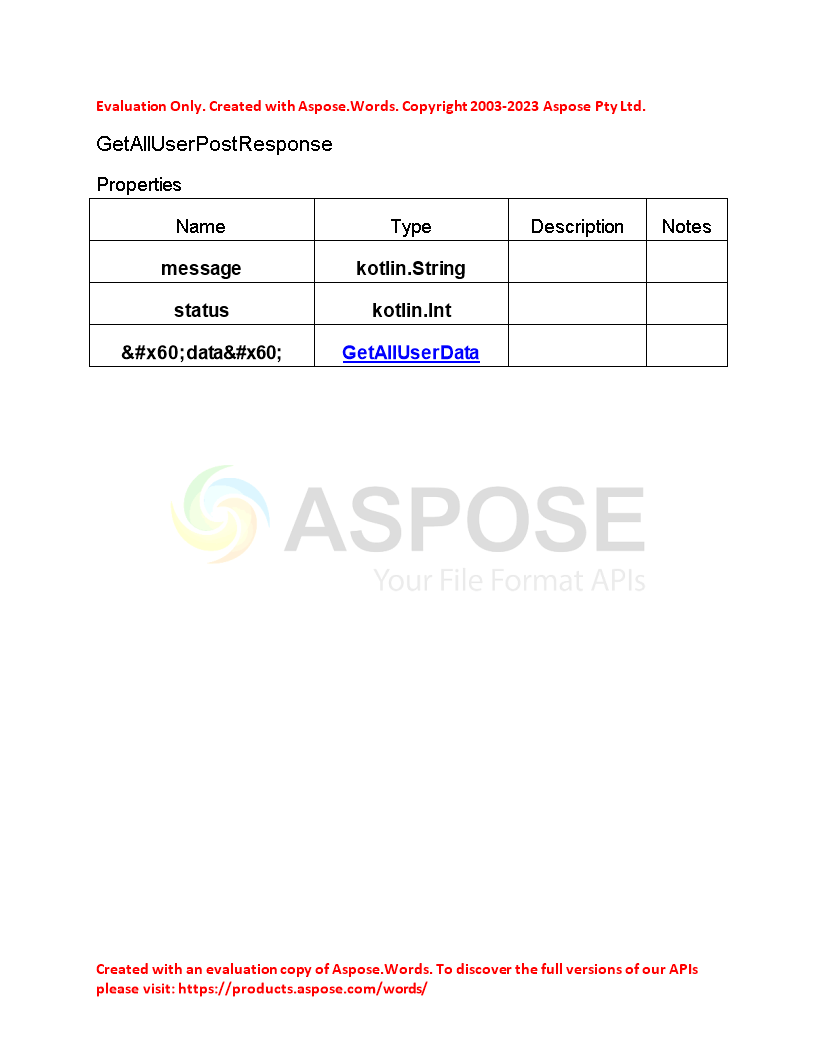 Evaluation Only. Created with Aspose.Words. Copyright 2003-2023 Aspose Pty Ltd.
GetAllUserPostResponse
Properties
Name Type Description Notes
message kotlin.String
status kotlin.Int
&#x60;data&#x60; GetAllUserData
ASPOSE
Your File Format APIs
Created with an evaluation copy of Aspose.Words. To discover the full versions of our APIs
please visit: https://products.aspose.com/words/